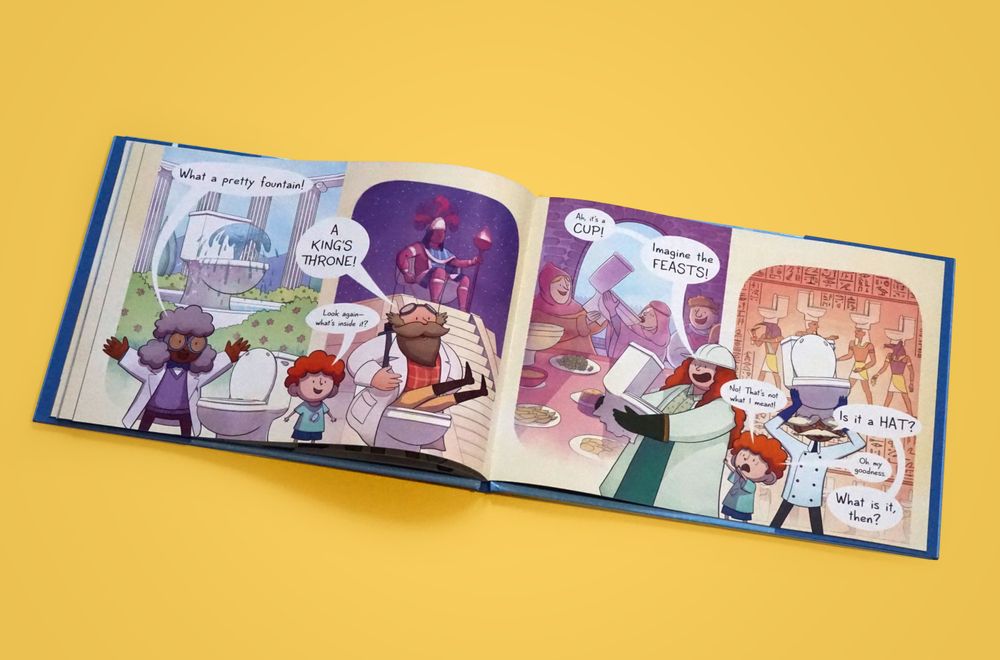 What a pretty fountain!
A
KING'S
THRONE!
Look again—
what's inside it?
Ah, it's a
CUP!
Imagine the
FEASTS!
No! That's not
what I meant!
Is it a HAT?
Oh my
goodness.
What is it,
then?